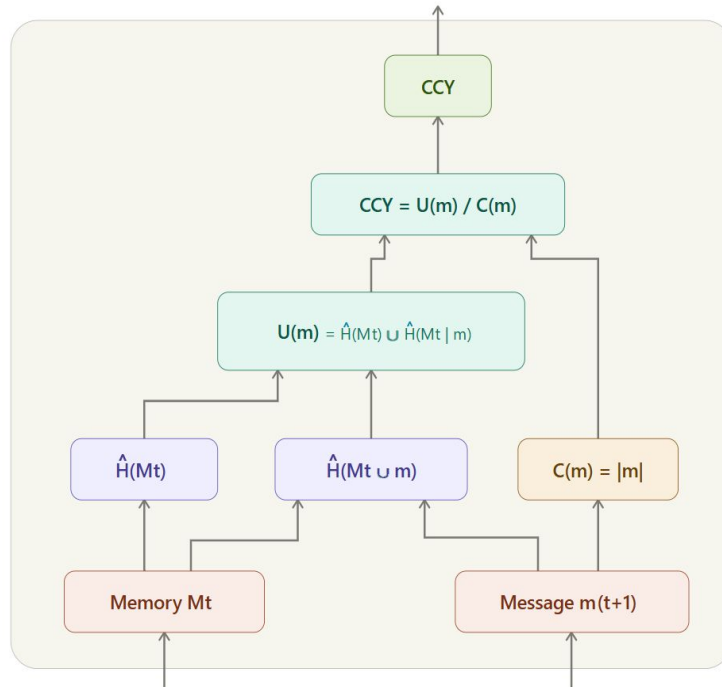 CCY
CCY = U(m) / C(m)
U(m) = Ĥ(Mt) ∪ Ĥ(Mt | m)
Ĥ(Mt)
Ĥ(Mt ∪ m)
C(m) = |m|
Memory Mt
Message m(t+1)